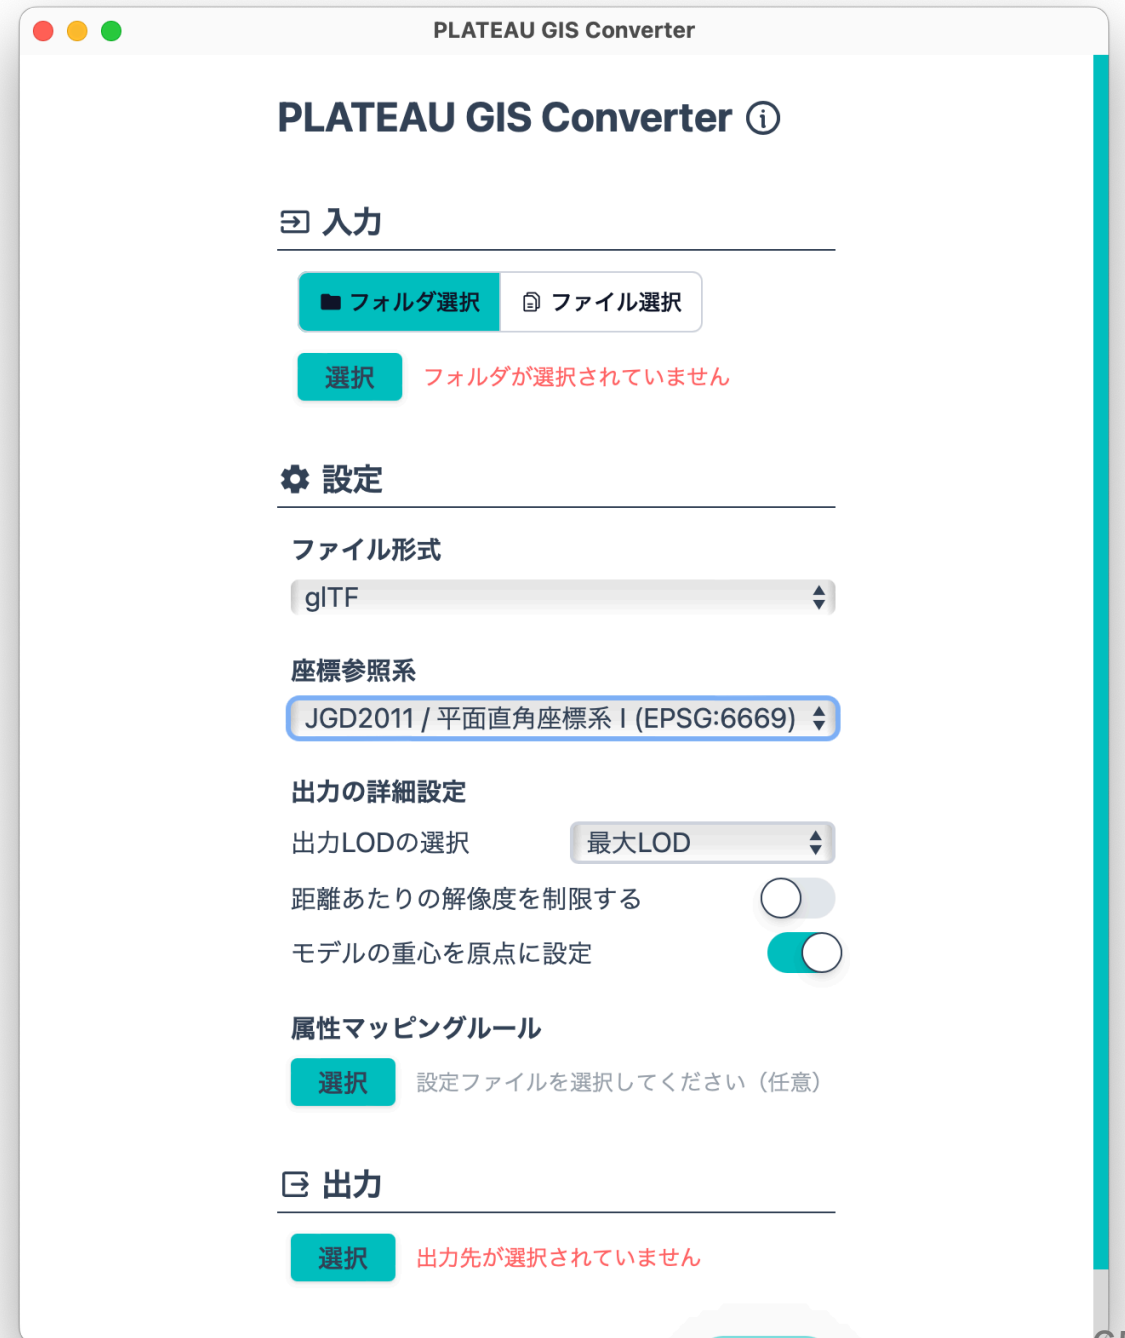 PLATEAU GIS Converter
PLATEAU GIS Converter
入力
フォルダ選択 ファイル選択
選択 フォルダが選択されていません
設定
ファイル形式
glTF
座標参照系
JGD2011 / 平面直角座標系 I (EPSG:6669)
出力の詳細設定
出力LODの選択 最大LOD
距離あたりの解像度を制限する
モデルの重心を原点に設定
属性マッピングルール
選択 設定ファイルを選択してください（任意）
出力
選択 出力先が選択されていません